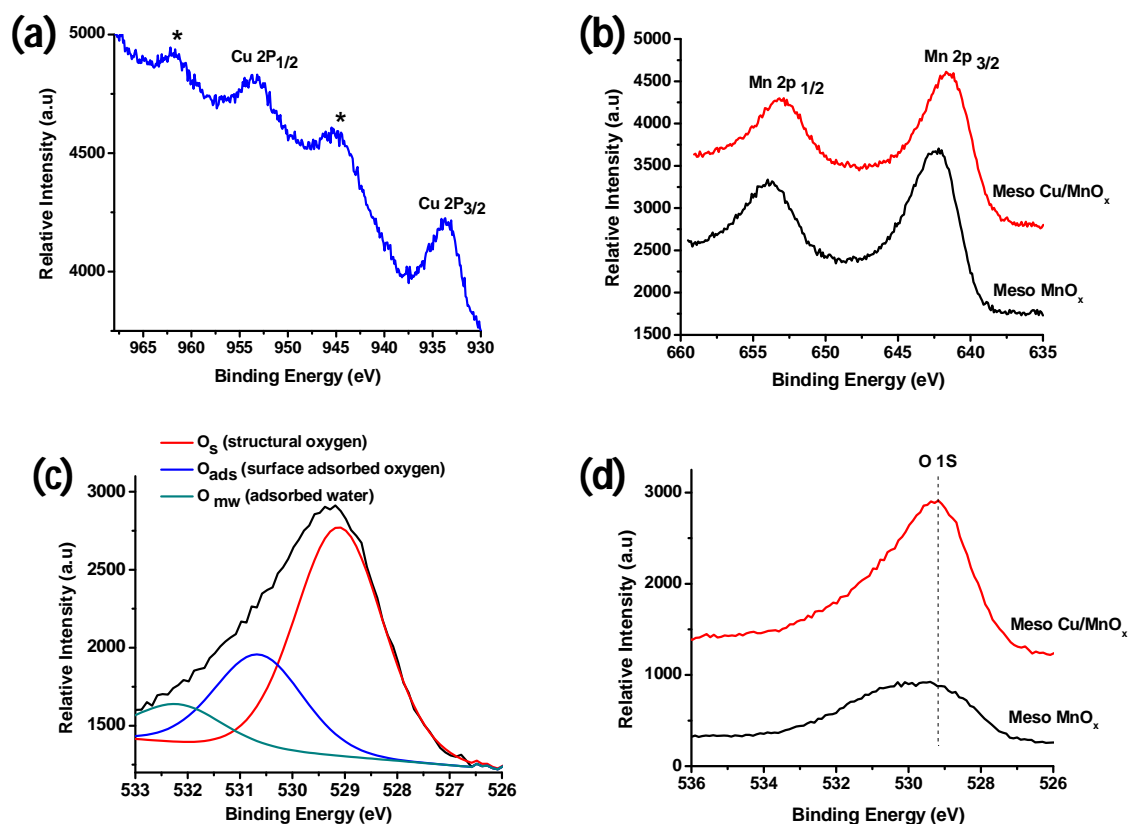 (a)
5000
4500
4000
*
Cu 2P1/2
*
Cu 2P3/2
Relative Intensity (a.u)
965 960 955 950 945 940 935 930
Binding Energy (eV)
(b)
5000
4500
4000
3500
3000
2500
2000
1500
Mn 2p 1/2
Mn 2p 3/2
Meso Cu/MnOx
Meso MnOx
Relative Intensity (a.u)
660 655 650 645 640 635
Binding Energy (eV)
(c)
Os (structural oxygen)
Oads (surface adsorbed oxygen)
O mw (adsorbed water)
3000
2500
2000
1500
Relative Intensity (a.u)
533 532 531 530 529 528 527 526
Binding Energy (eV)
(d)
O 1S
3000
2000
1000
0
Meso Cu/MnOx
Meso MnOx
Relative Intensity (a.u)
536 534 532 530 528 526
Binding Energy (eV)